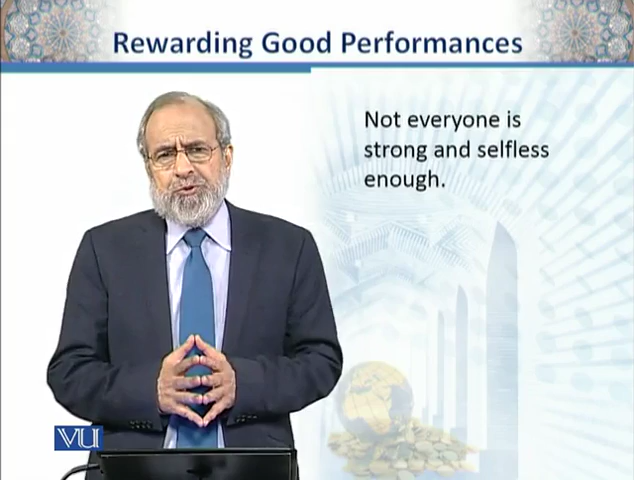 Rewarding Good Performances
Not everyone is
strong and selfless
enough.
VU